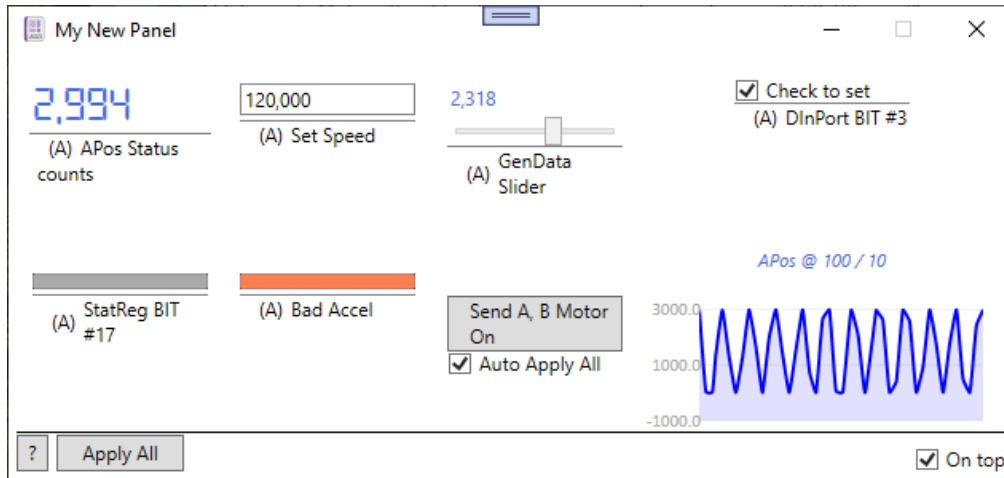 My New Panel
2,994
(A) APos Status
counts
120,000
(A) Set Speed
2,318
(A) GenData
Slider
Check to set
(A) DInPort BIT #3
(A) StatReg BIT
#17
(A) Bad Accel
Send A, B Motor
On
Auto Apply All
APos @ 100 / 10
3000.0
1000.0
-1000.0
?
Apply All
On top